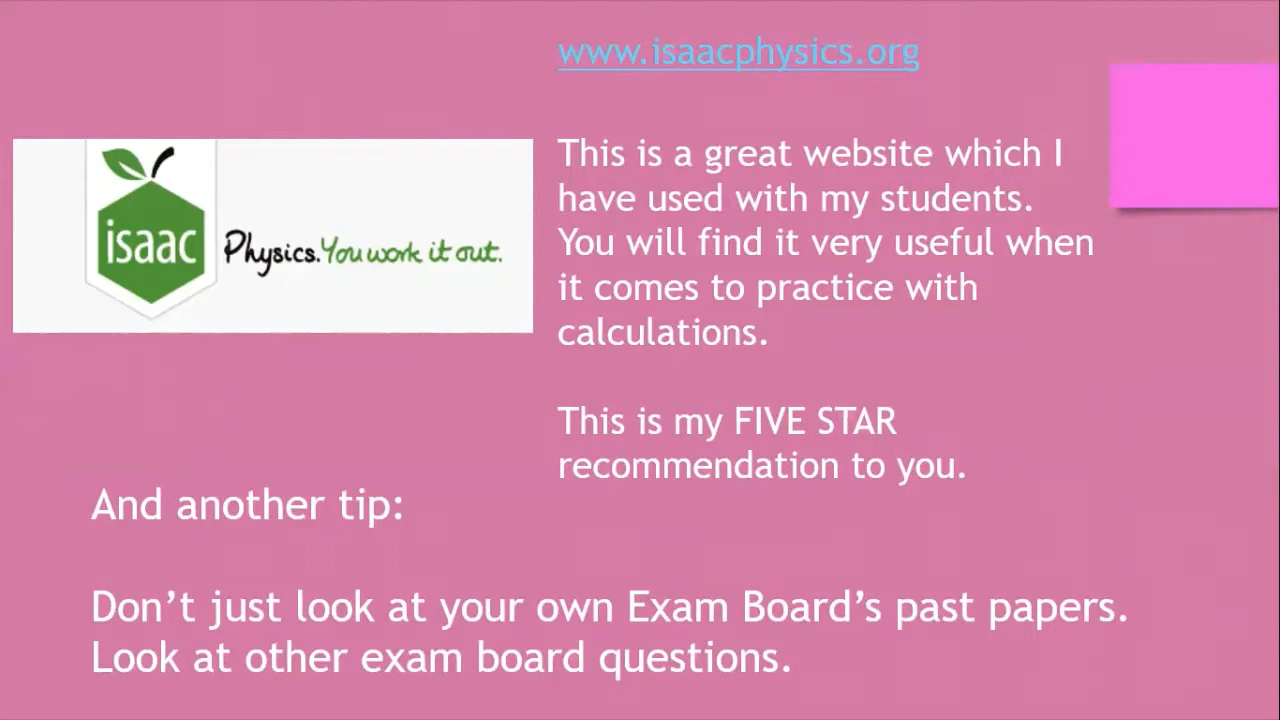 www.isaacphysics.org
isaac
Physics.You work it out.
This is a great website which I
have used with my students.
You will find it very useful when
it comes to practice with
calculations.
This is my FIVE STAR
recommendation to you.
And another tip:
Don’t just look at your own Exam Board’s past papers.
Look at other exam board questions.